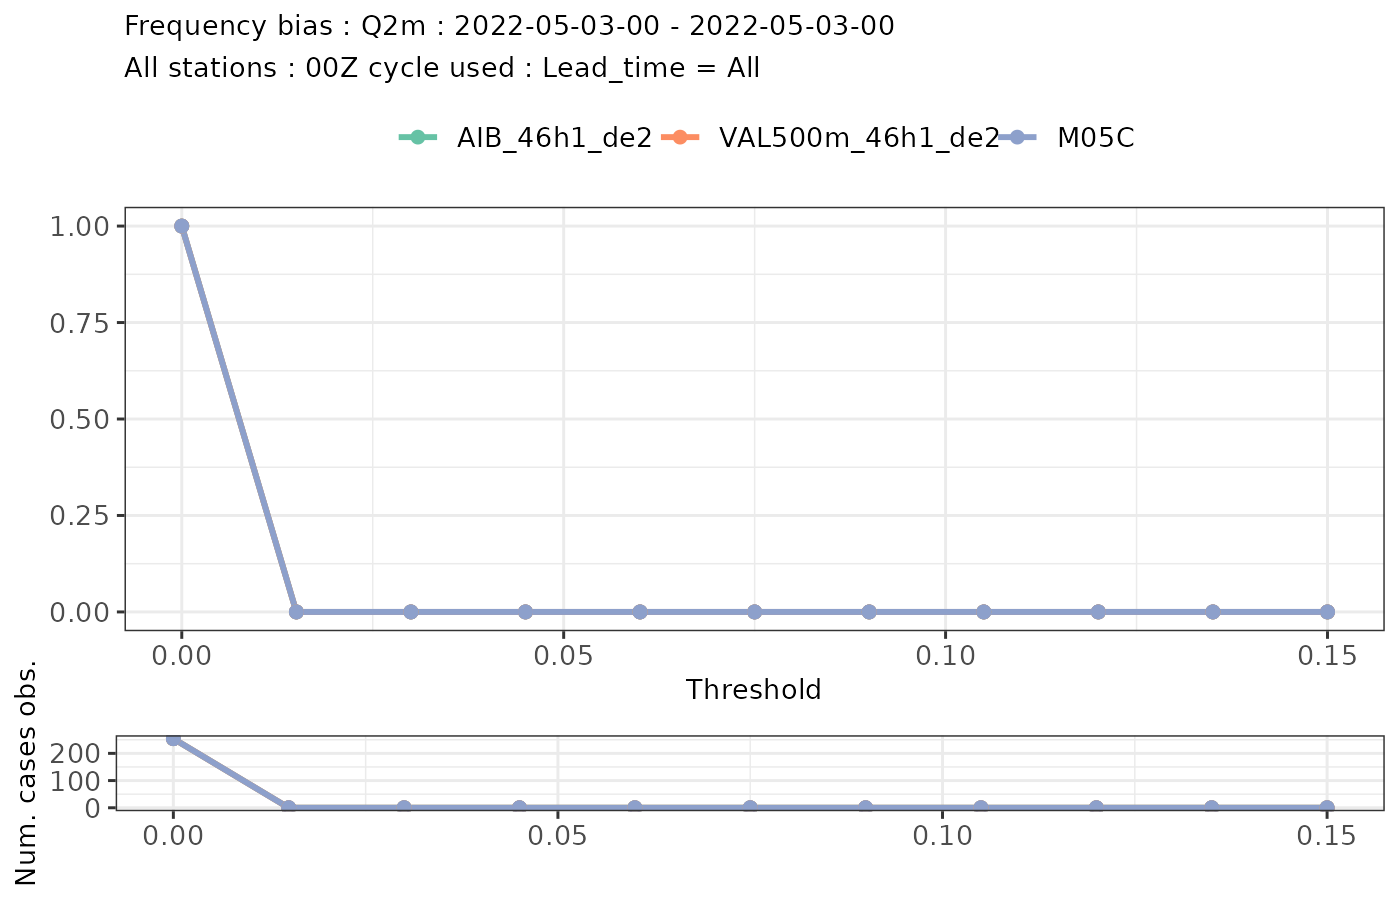 Frequency bias : Q2m : 2022-05-03-00 - 2022-05-03-00
All stations : 00Z cycle used : Lead_time = All
AIB_46h1_de2 VAL500m_46h1_de2 M05C
1.00
0.75
0.50
0.25
0.00
0.00 0.05 0.10 0.15
Threshold
Num. cases obs.
200
100
0
0.00 0.05 0.10 0.15